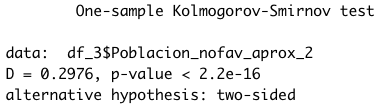 One-sample Kolmogorov-Smirnov test
data: df_3$Poblacion_nofav_aprox_2
D = 0.2976, p-value < 2.2e-16
alternative hypothesis: two-sided